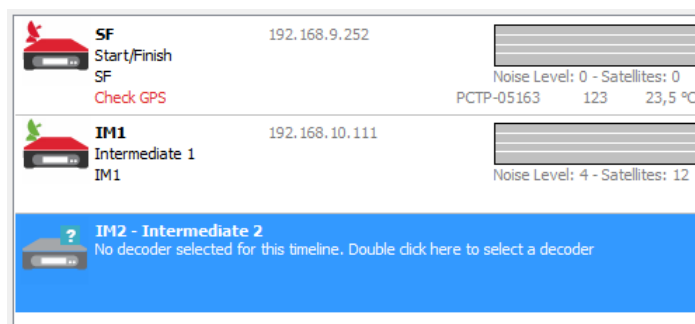 SF 192.168.9.252
Start/Finish
SF Noise Level: 0 - Satellites: 0
Check GPS PCTP-05163 123 23,5 °C
IM1 192.168.10.111
Intermediate 1
IM1 Noise Level: 4 - Satellites: 12
?
IM2 - Intermediate 2
No decoder selected for this timeline. Double click here to select a decoder